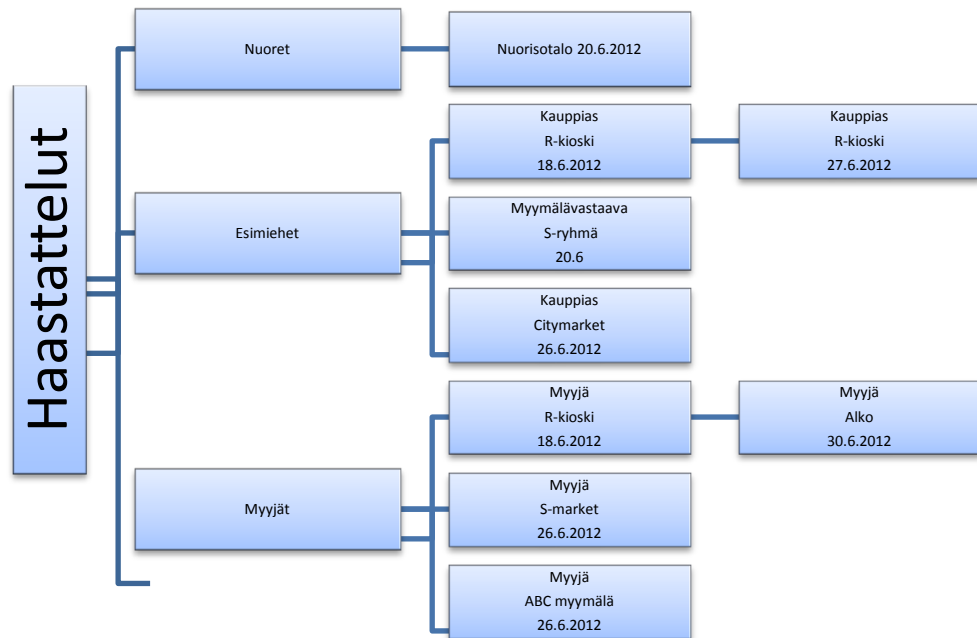 Haastattelut
Nuoret
Nuorisotalo 20.6.2012
Esimiehet
Kauppias
R-kioski
18.6.2012
Kauppias
R-kioski
27.6.2012
Myymälävastaava
S-ryhmä
20.6
Kauppias
Citymarket
26.6.2012
Myyjät
Myyjä
R-kioski
18.6.2012
Myyjä
Alko
30.6.2012
Myyjä
S-market
26.6.2012
Myyjä
ABC myymälä
26.6.2012